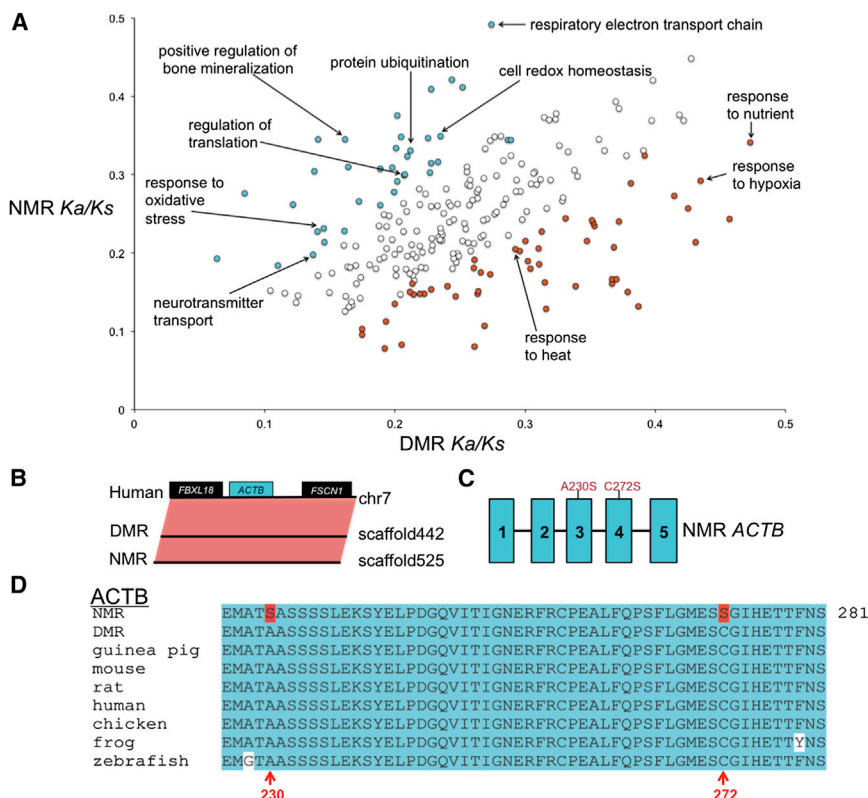 A
0.5
0.4
0.3
0.2
0.1
0
NMR Ka/Ks
0
0.1
0.2
0.3
0.4
0.5
DMR Ka/Ks
respiratory electron transport chain
positive regulation of
bone mineralization
protein ubiquitination
cell redox homeostasis
regulation of
translation
response to
oxidative
stress
neurotransmitter
transport
response
to nutrient
response
to hypoxia
response
to heat
B
Human FBXL18 ACTB FSCN1 chr7
DMR scaffold442
NMR scaffold525
C
A230S C272S
1 2 3 4 5 NMR ACTB
D
ACTB
NMR EMATSASSSSLEKSYELPDGQVITIGNERFRCPEALFQPSFLGMESSGIHETTFNS 281
DMR EMATAASSSSLEKSYELPDGQVITIGNERFRCPEALFQPSFLGMESCGIHETTFNS
guinea pig EMATAASSSSLEKSYELPDGQVITIGNERFRCPEALFQPSFLGMESCGIHETTFNS
mouse EMATAASSSSLEKSYELPDGQVITIGNERFRCPEALFQPSFLGMESCGIHETTFNS
rat EMATAASSSSLEKSYELPDGQVITIGNERFRCPEALFQPSFLGMESCGIHETTFNS
human EMATAASSSSLEKSYELPDGQVITIGNERFRCPEALFQPSFLGMESCGIHETTFNS
chicken EMATAASSSSLEKSYELPDGQVITIGNERFRCPEALFQPSFLGMESCGIHETTFNS
frog EMATAASSSSLEKSYELPDGQVITIGNERFRCPEALFQPSFLGMESCGIHETTYNS
zebrafish EMGTAASSSSLEKSYELPDGQVITIGNERFRCPEALFQPSFLGMESCGIHETTFNS
230 272